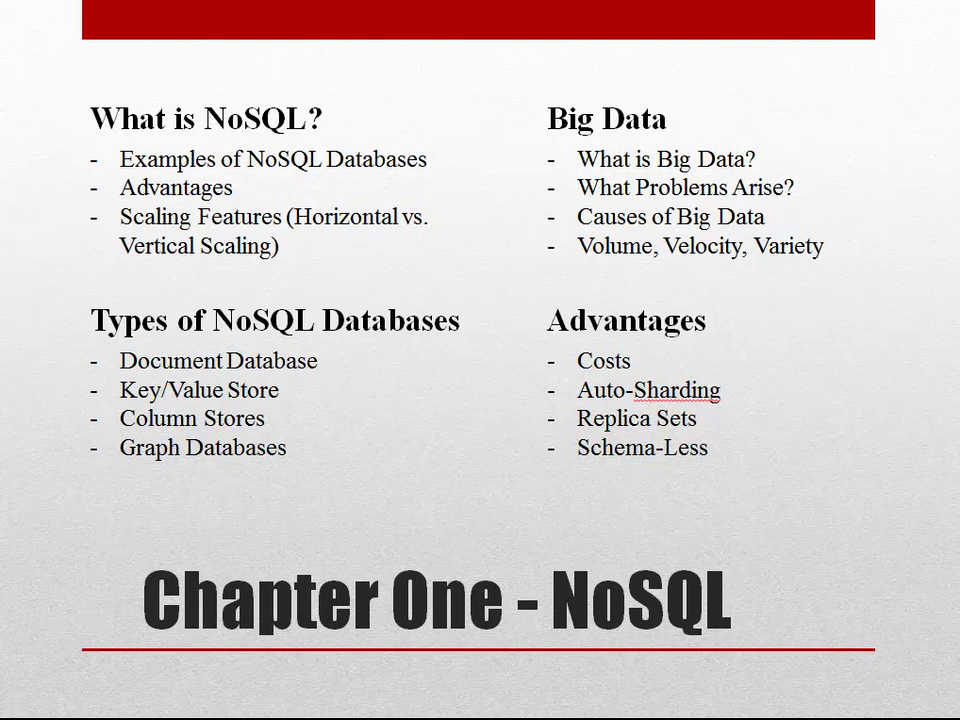 What is NoSQL?
- Examples of NoSQL Databases
- Advantages
- Scaling Features (Horizontal vs.
Vertical Scaling)
Big Data
- What is Big Data?
- What Problems Arise?
- Causes of Big Data
- Volume, Velocity, Variety
Types of NoSQL Databases
- Document Database
- Key/Value Store
- Column Stores
- Graph Databases
Advantages
- Costs
- Auto-Sharding
- Replica Sets
- Schema-Less
Chapter One - NoSQL